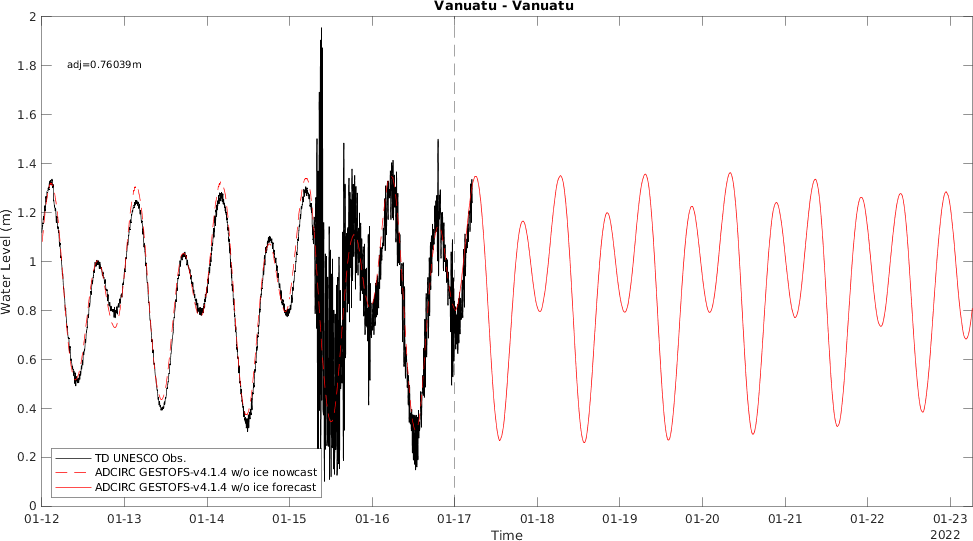 Vanuatu - Vanuatu
2
1.8
1.6
1.4
1.2
1
0.8
0.6
0.4
0.2
0
Water Level (m)
adj=0.76039m
TD UNESCO Obs.
ADCIRC GESTOFS-v4.1.4 w/o ice nowcast
ADCIRC GESTOFS-v4.1.4 w/o ice forecast
01-12 01-13 01-14 01-15 01-16 01-17 01-18 01-19 01-20 01-21 01-22 01-23
2022
Time